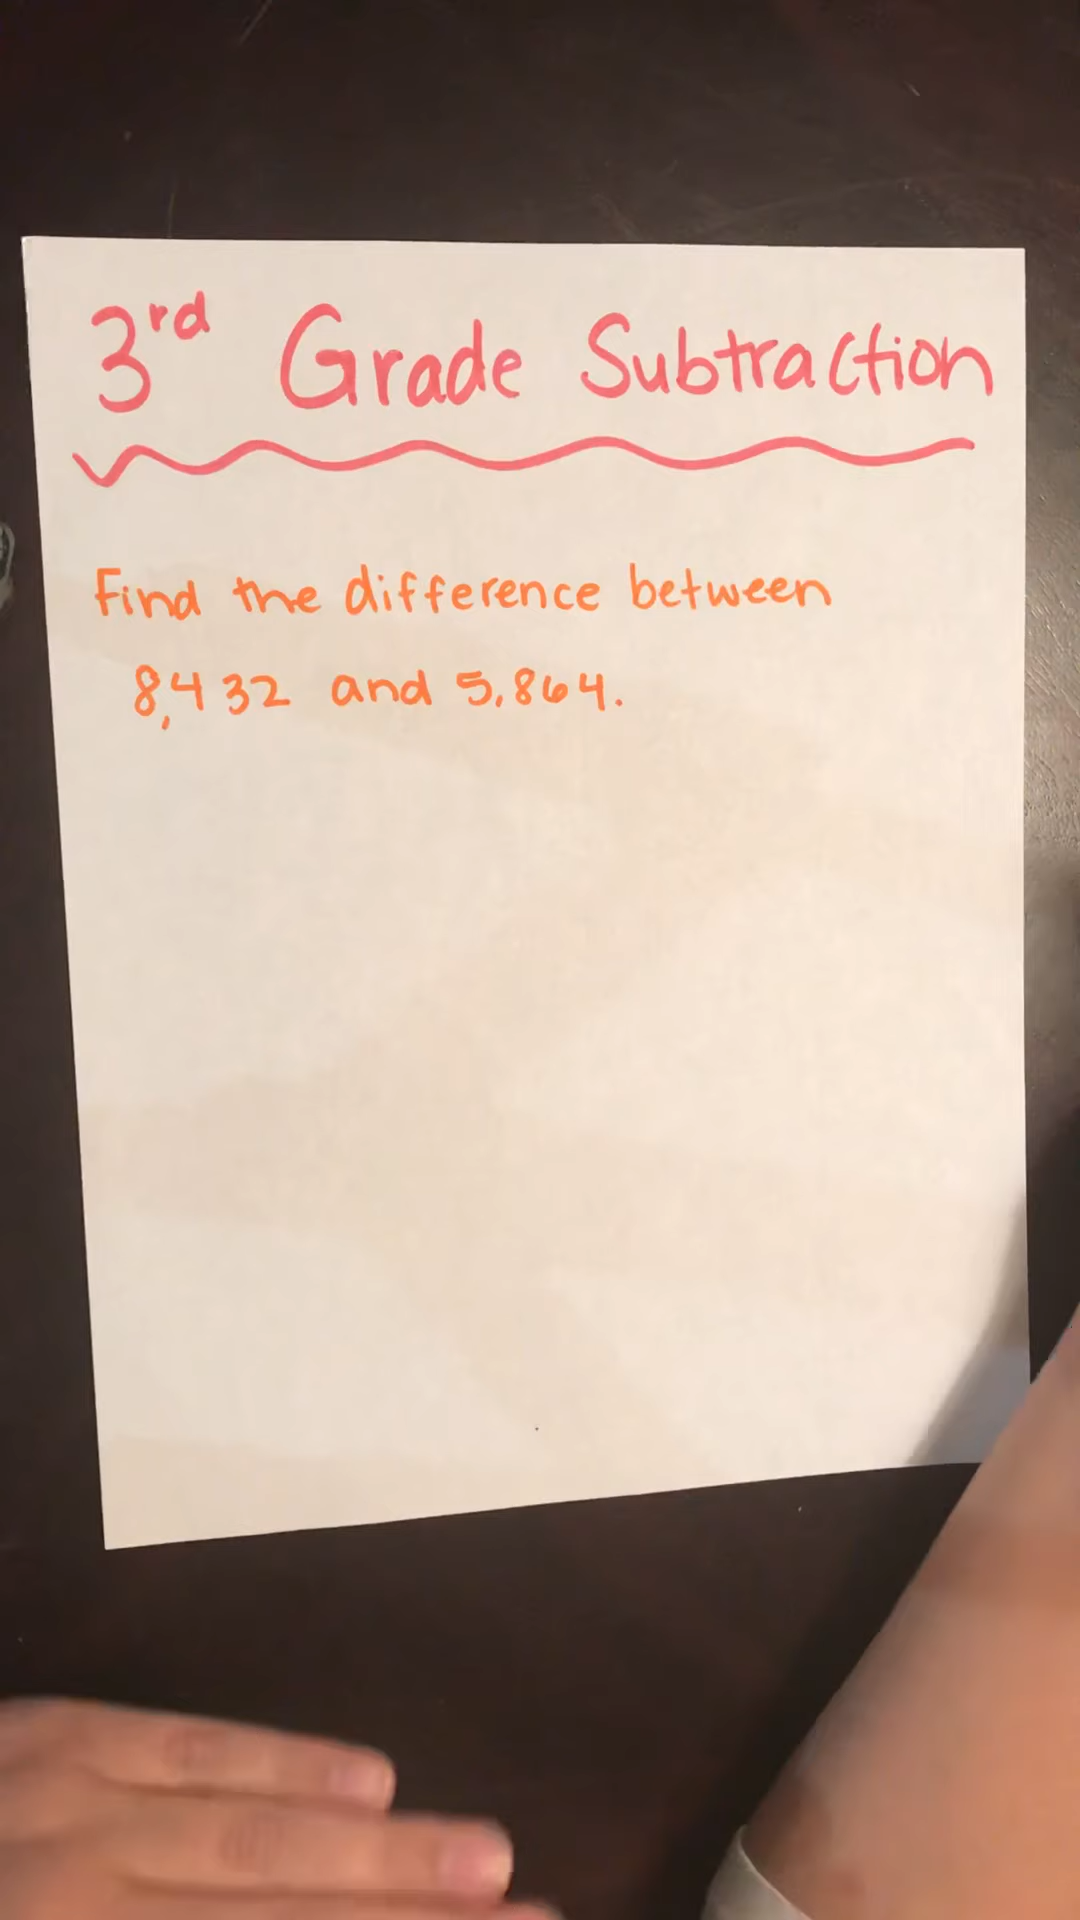 3rd Grade Subtraction
Find the difference between
8,432 and 5,864.